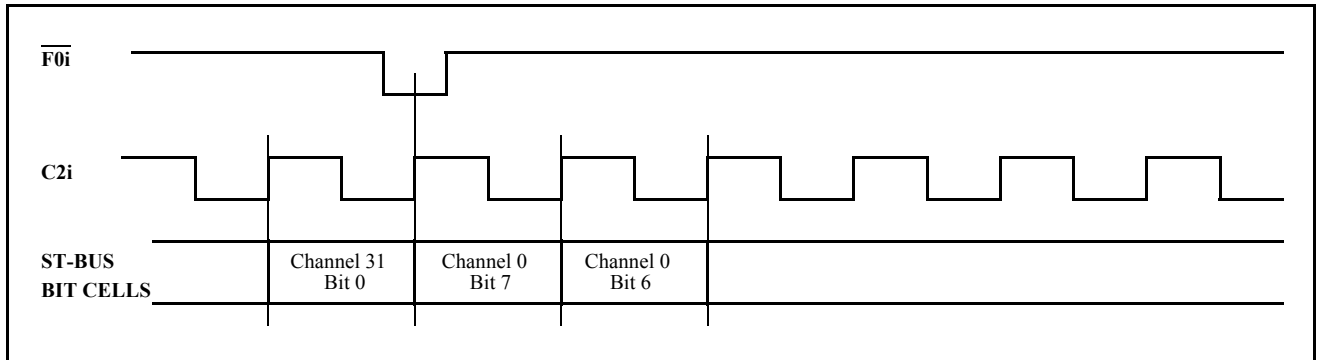 F0i
C2i
ST-BUS
BIT CELLS
Channel 31
Bit 0
Channel 0
Bit 7
Channel 0
Bit 6